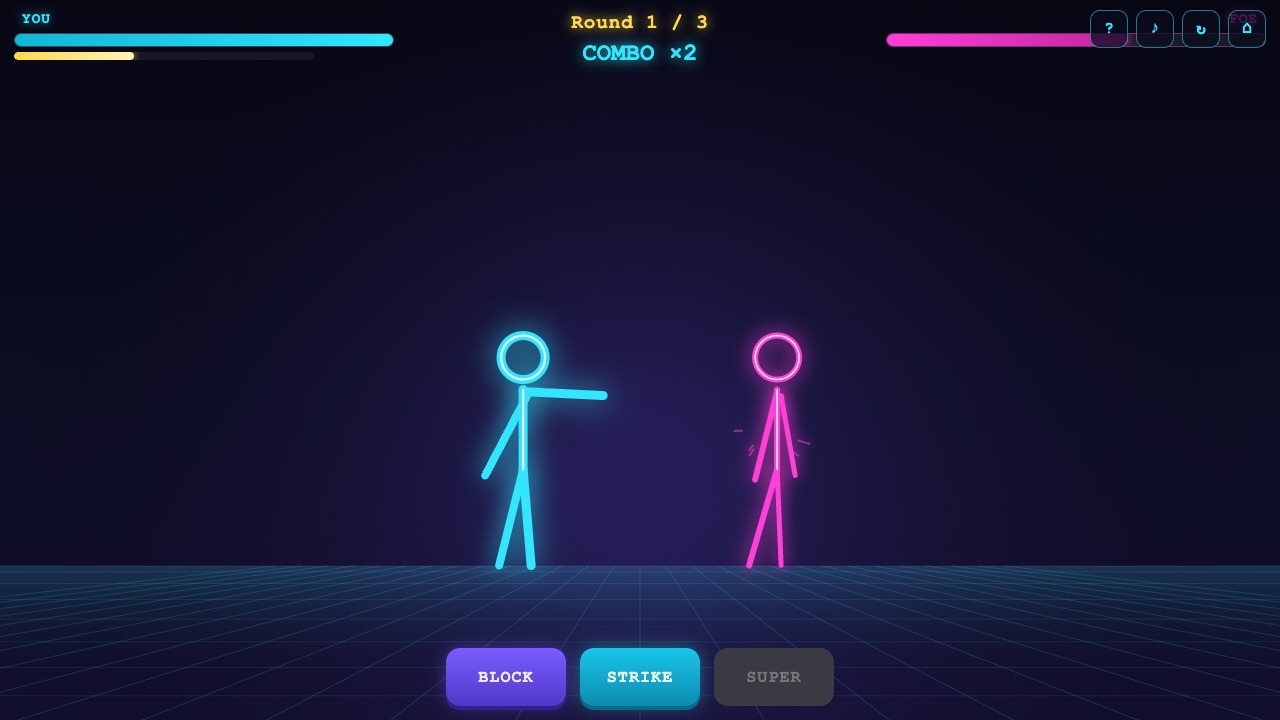 YOU
Round 1 / 3
COMBO ×2
FOE
?
BLOCK
STRIKE
SUPER